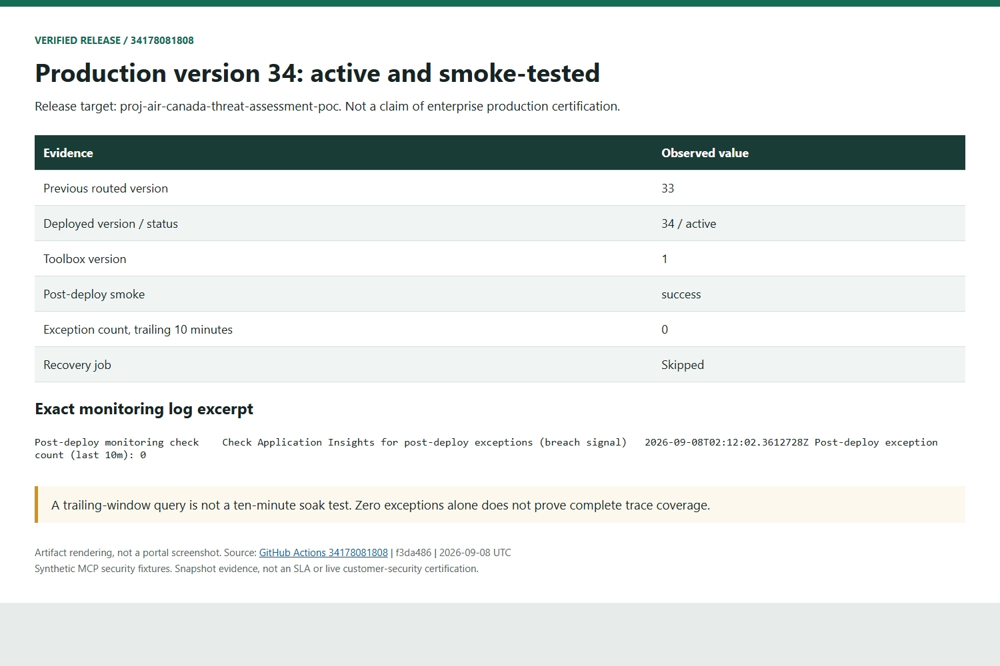 VERIFIED RELEASE / 34178081808
Production version 34: active and smoke-tested
Release target: proj-air-canada-threat-assessment-poc. Not a claim of enterprise production certification.
Evidence Observed value
Previous routed version 33
Deployed version / status 34 / active
Toolbox version 1
Post-deploy smoke success
Exception count, trailing 10 minutes 0
Recovery job Skipped
Exact monitoring log excerpt
Post-deploy monitoring check    Check Application Insights for post-deploy exceptions (breach signal)   2026-09-08T02:12:02.3612728Z Post-deploy exception
count (last 10m): 0
A trailing-window query is not a ten-minute soak test. Zero exceptions alone does not prove complete trace coverage.
Artifact rendering, not a portal screenshot. Source: GitHub Actions 34178081808 | f3da486 | 2026-09-08 UTC
Synthetic MCP security fixtures. Snapshot evidence, not an SLA or live customer-security certification.